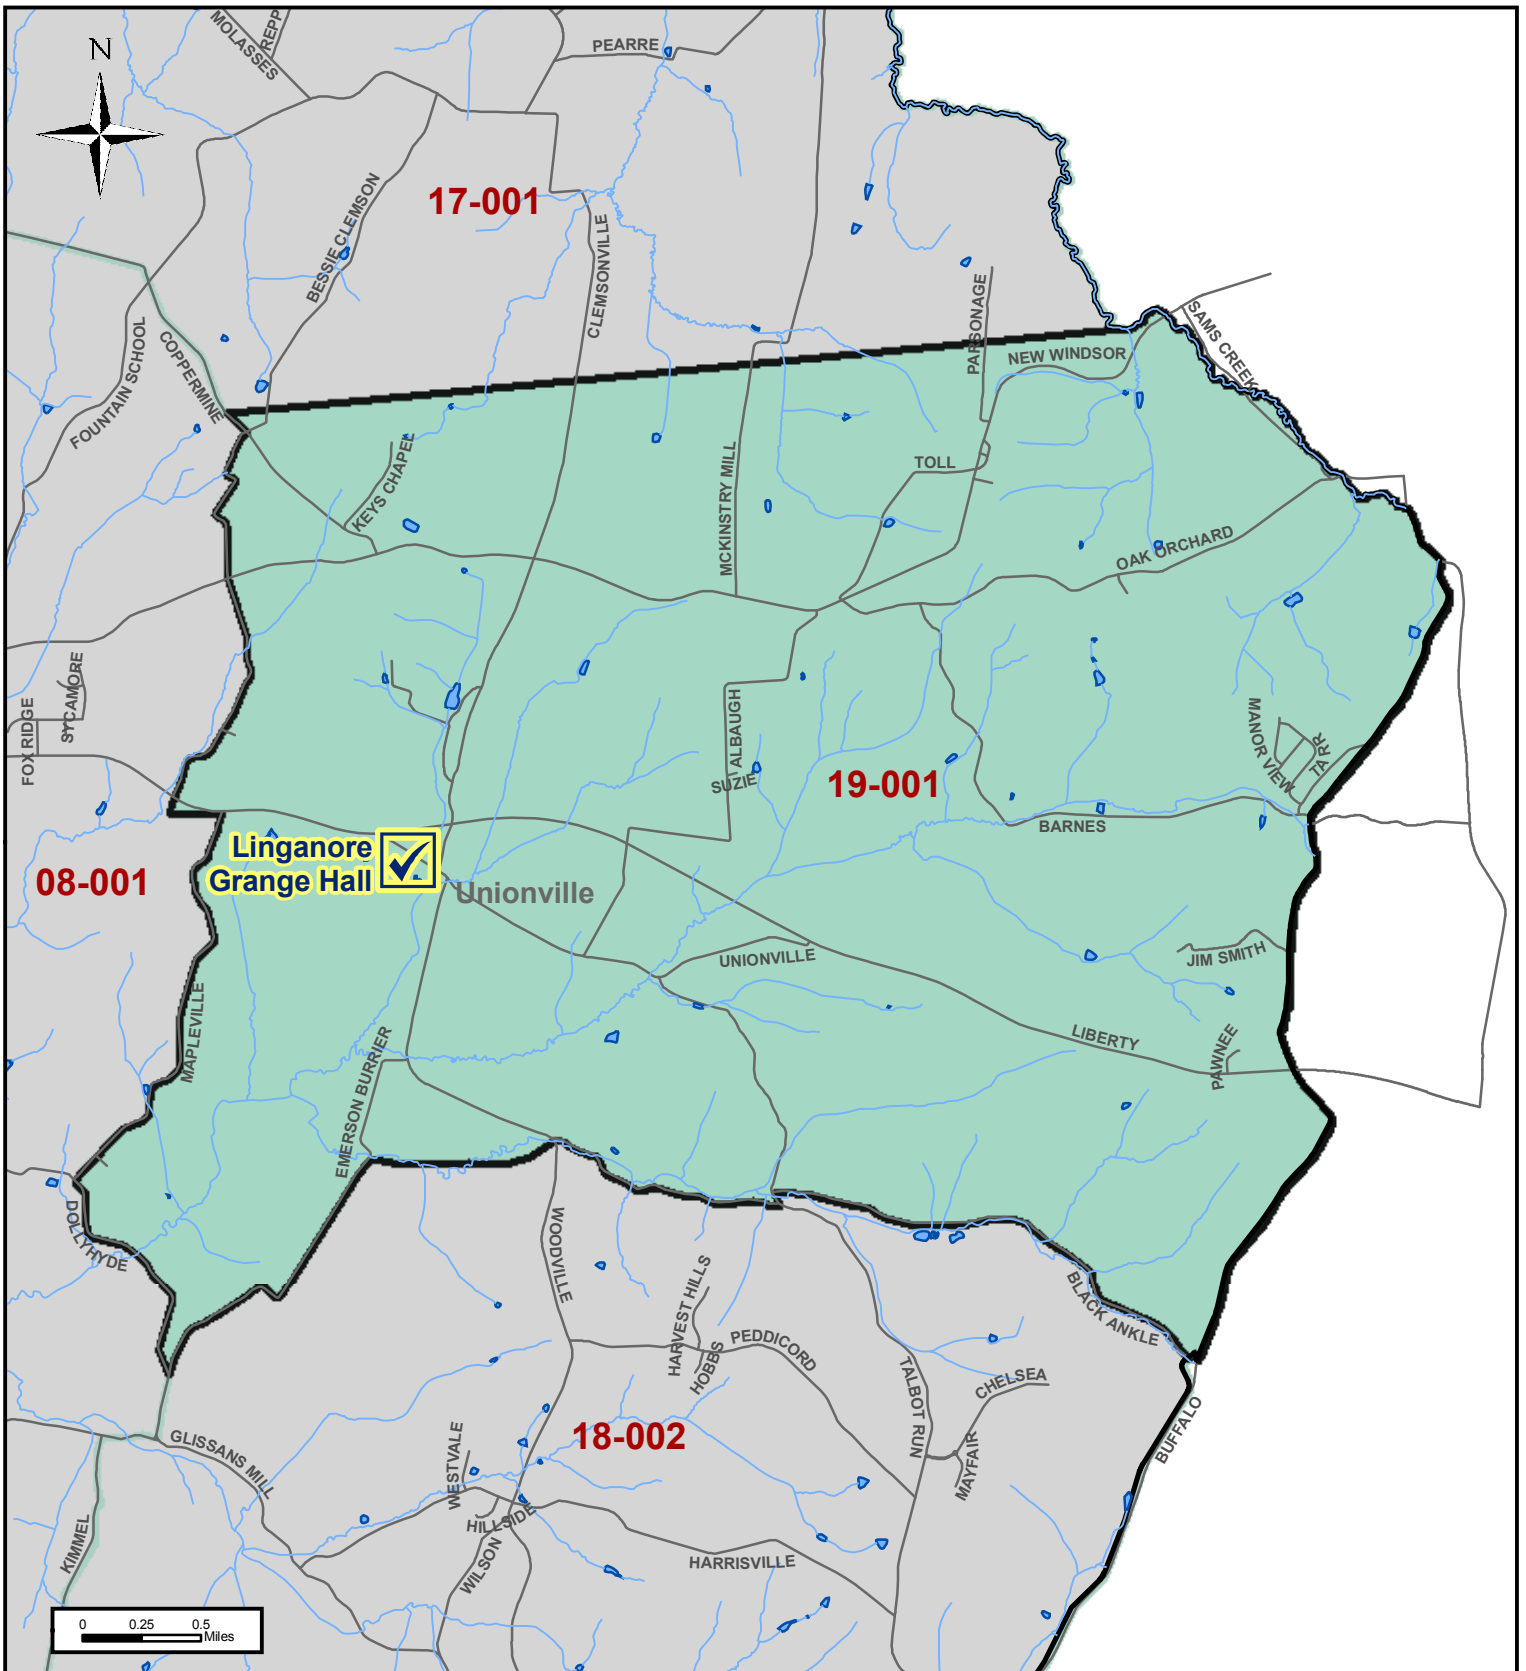 MOLASSES
REPP
PEARRE
N
17-001
BESSIE CLEMSON
CLEMSONVILLE
PARSONAGE
SAMS CREEK
FOUNTAIN SCHOOL
COPPERMINE
NEW WINDSOR
KEYS CHAPEL
MCKINSTRY MILL
TOLL
OAK ORCHARD
FOX RIDGE
SYCAMORE
ALBAUGH
SUZIE
19-001
MANOR VIEW
TARR
BARNES
Linganore
Grange Hall
08-001
Unionville
UNIONVILLE
JIM SMITH
MAPLEVILLE
EMERSON BURRIER
LIBERTY
PAWNEE
DOLLYHYDE
WOODVILLE
HARVEST HILLS
HOBBS
PEDDICORD
BLACK ANKLE
TALBOT RUN
CHELSEA
BUFFALO
GLISSANS MILL
WESTVALE
18-002
MAYFAIR
HILLSIDE
WILSON
HARRISVILLE
KIMMEL
0 0.25 0.5
Miles